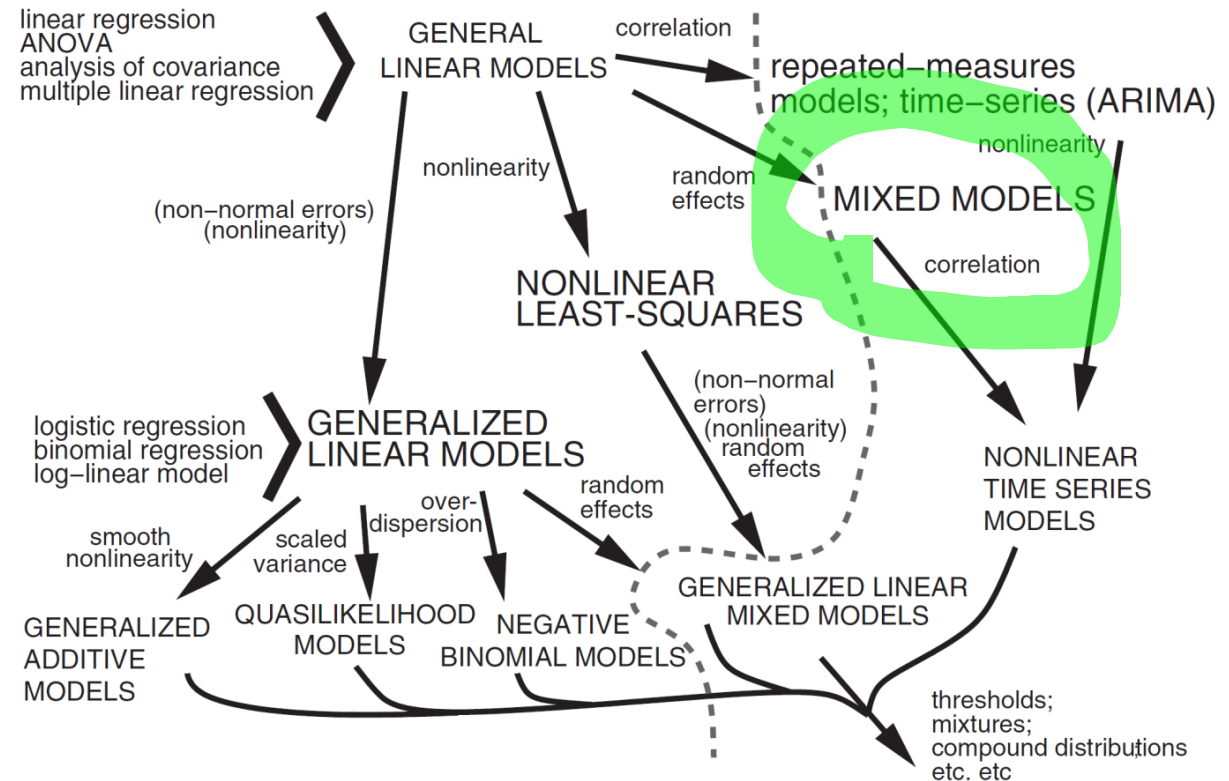 linear regression
ANOVA
analysis of covariance
multiple linear regression
GENERAL
LINEAR MODELS
correlation
repeated−measures
models; time−series (ARIMA)
nonlinearity
random
effects
MIXED MODELS
nonlinearity
(non−normal errors)
(nonlinearity)
correlation
NONLINEAR
LEAST-SQUARES
(non−normal
errors)
(nonlinearity)
random
effects
logistic regression
binomial regression
log−linear model
GENERALIZED
LINEAR MODELS
NONLINEAR
TIME SERIES
MODELS
smooth
nonlinearity
scaled
variance
over-
dispersion
random
effects
GENERALIZED
ADDITIVE
MODELS
QUASILIKELIHOOD
MODELS
NEGATIVE
BINOMIAL MODELS
GENERALIZED LINEAR
MIXED MODELS
thresholds;
mixtures;
compound distributions;
etc. etc